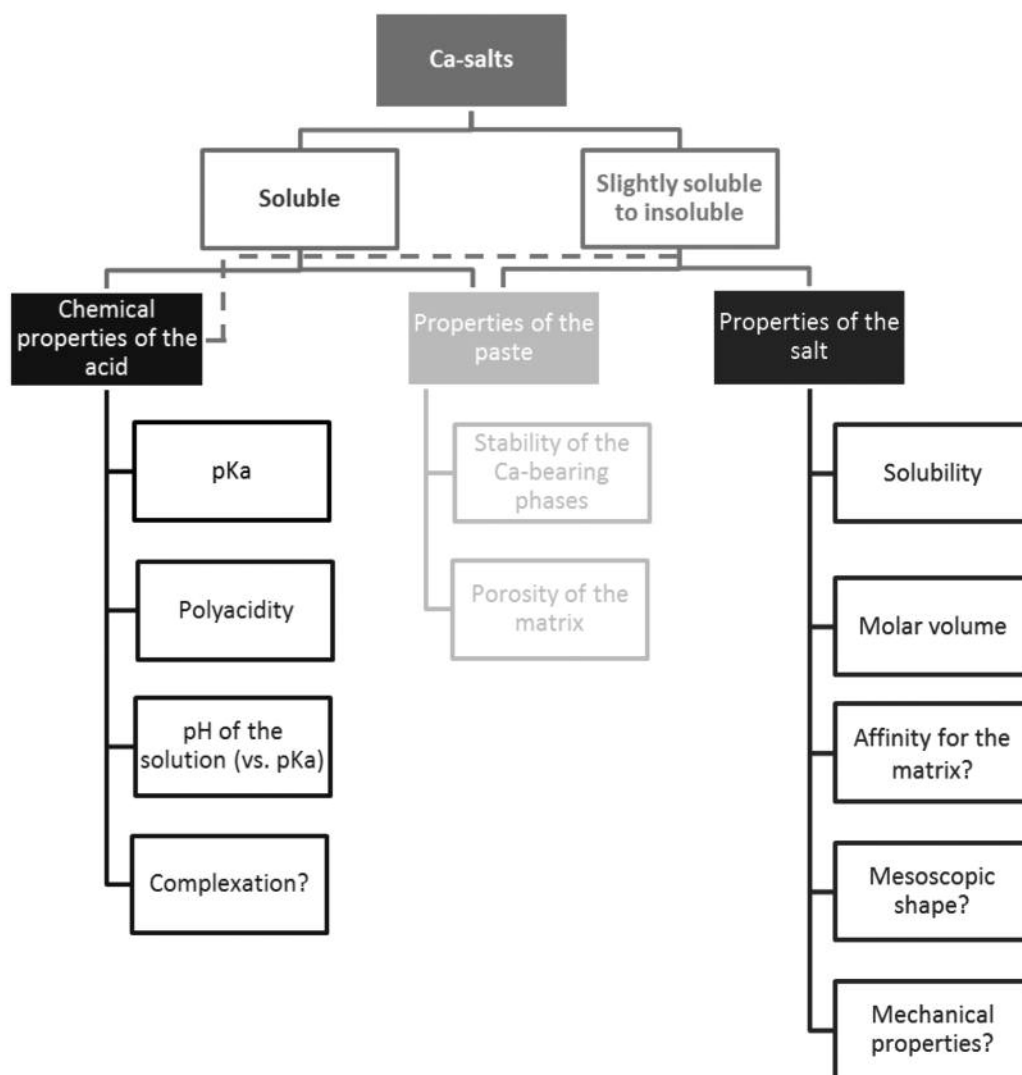 Ca-salts
Soluble
Slightly soluble
to insoluble
Chemical
properties of the
acid
Properties of the
paste
Properties of the
salt
pKa
Polyacidity
pH of the
solution (vs. pKa)
Complexation?
Stability of the
Ca-bearing
phases
Porosity of the
matrix
Solubility
Molar volume
Affinity for the
matrix?
Mesoscopic
shape?
Mechanical
properties?